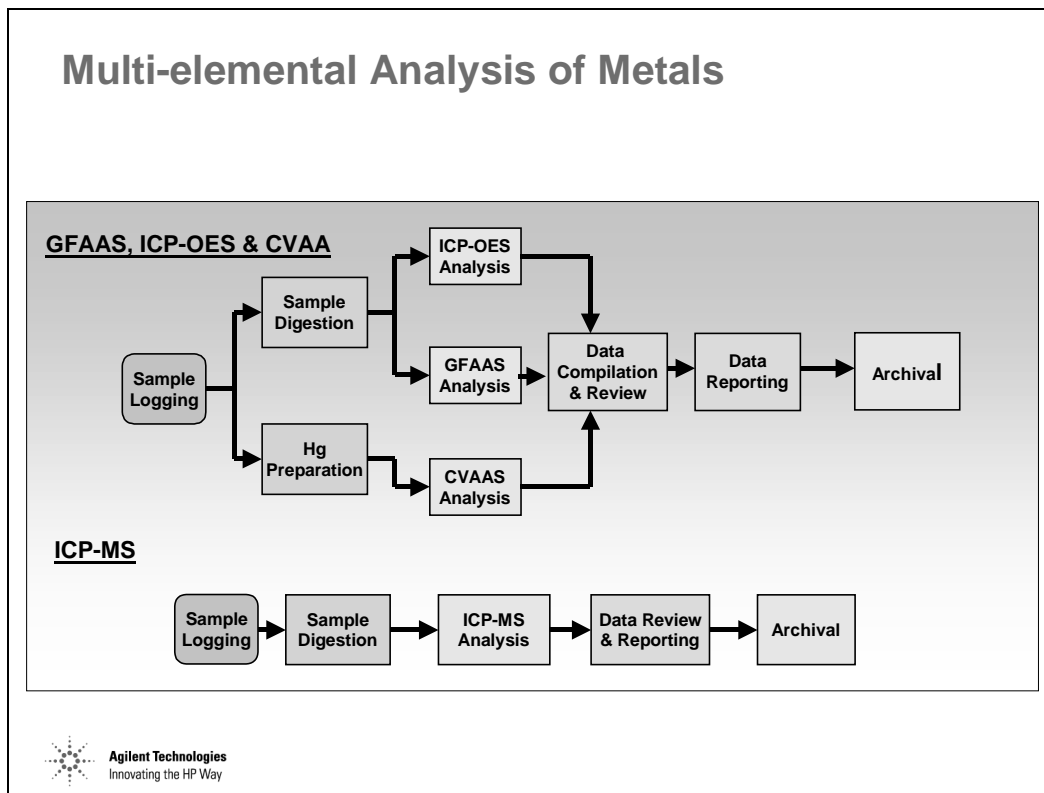 Multi-elemental Analysis of Metals
GFAAS, ICP-OES & CVAA
ICP-OES
Analysis
Sample
Digestion
Sample
Logging
GFAAS
Analysis
Data
Compilation
& Review
Data
Reporting
Archival
Hg
Preparation
CVAAS
Analysis
ICP-MS
Sample
Logging
Sample
Digestion
ICP-MS
Analysis
Data Review
& Reporting
Archival
Agilent Technologies
Innovating the HP Way